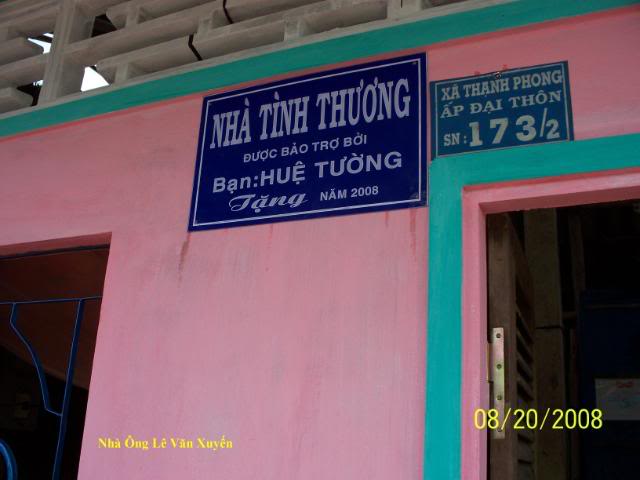 NHÀ TÌNH THƯƠNG
ĐƯỢC BẢO TRỢ BỞI
Bạn:HUỆ TƯỜNG
Tặng NĂM 2008
XÃ THẠNH PHONG
ẤP ĐẠI THÔN
SN: 173/2
Nhà Ông Lê Văn Xuyến
08/20/2008